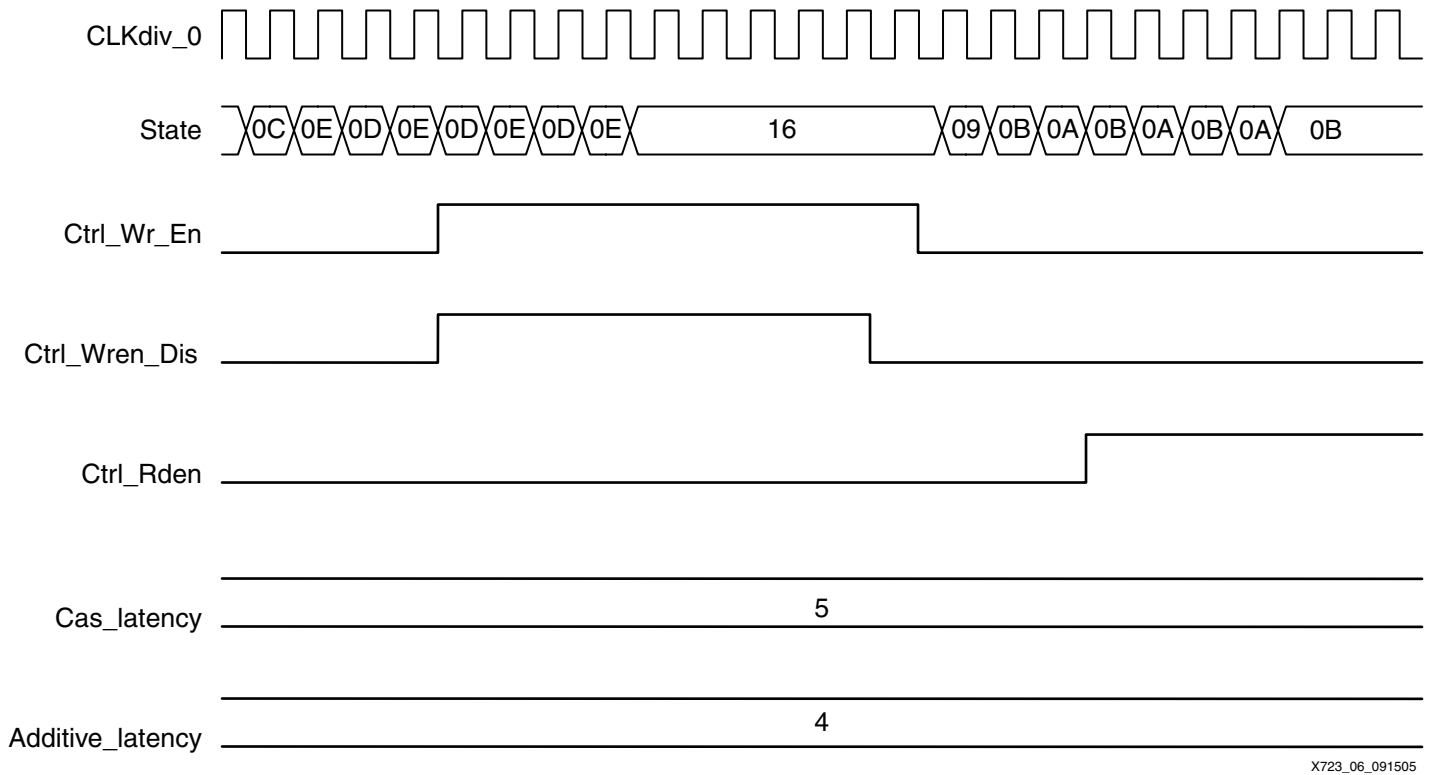 CLKdiv_0
State 0C 0E 0D 0E 0D 0E 0D 0E 16 09 0B 0A 0B 0A 0B 0A 0B
Ctrl_Wr_En
Ctrl_Wren_Dis
Ctrl_Rden
Cas_latency 5
Additive_latency 4
X723_06_091505